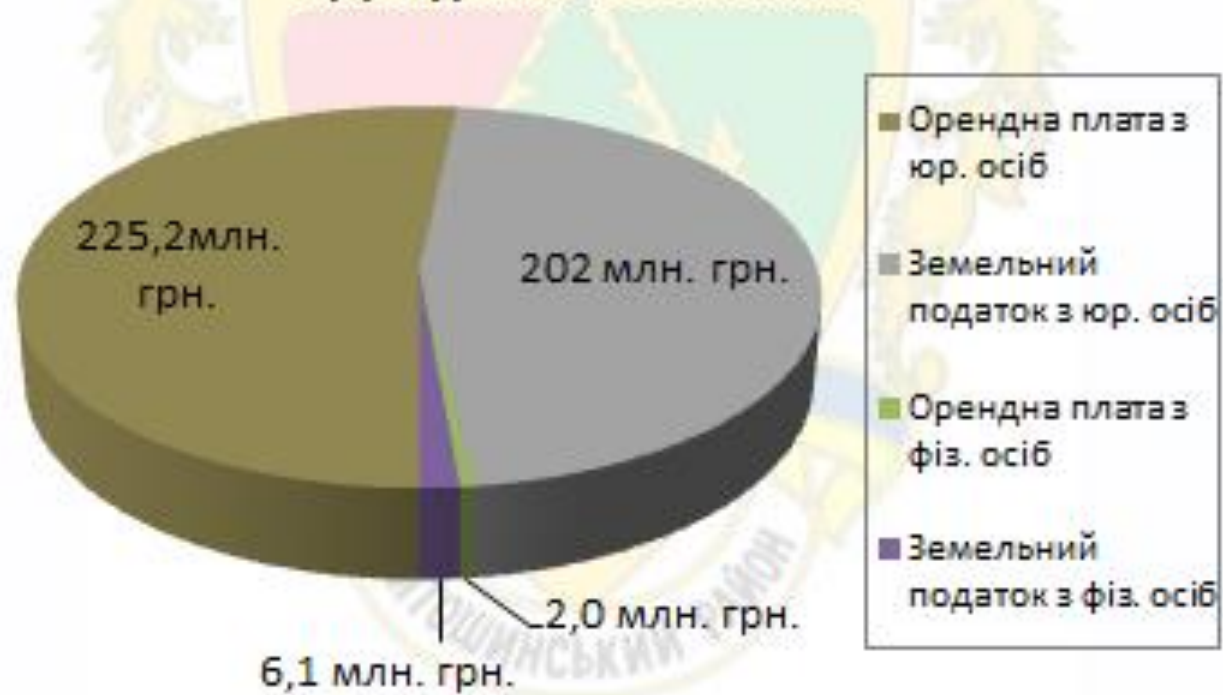 225,2млн.
грн.
202 млн. грн.
2,0 млн. грн.
6,1 млн. грн.
Орендна плата з
юр. осіб
Земельний
податок з юр. осіб
Орендна плата з
фіз. осіб
Земельний
податок з фіз. осіб
РАЙОН